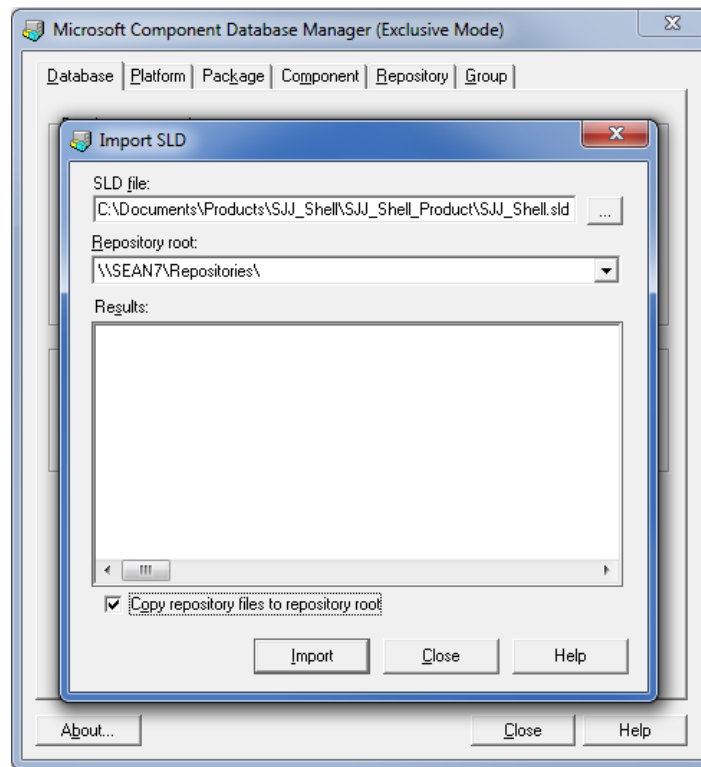 Microsoft Component Database Manager (Exclusive Mode)
Database Platform Package Component Repository Group
Import SLD
SLD file:
C:\Documents\Products\SJJ_Shell\SJJ_Shell_Product\SJJ_Shell.sld ...
Repository root:
\\SEAN7\Repositories\
Results:
Copy repository files to repository root
Import Close Help
About... Close Help